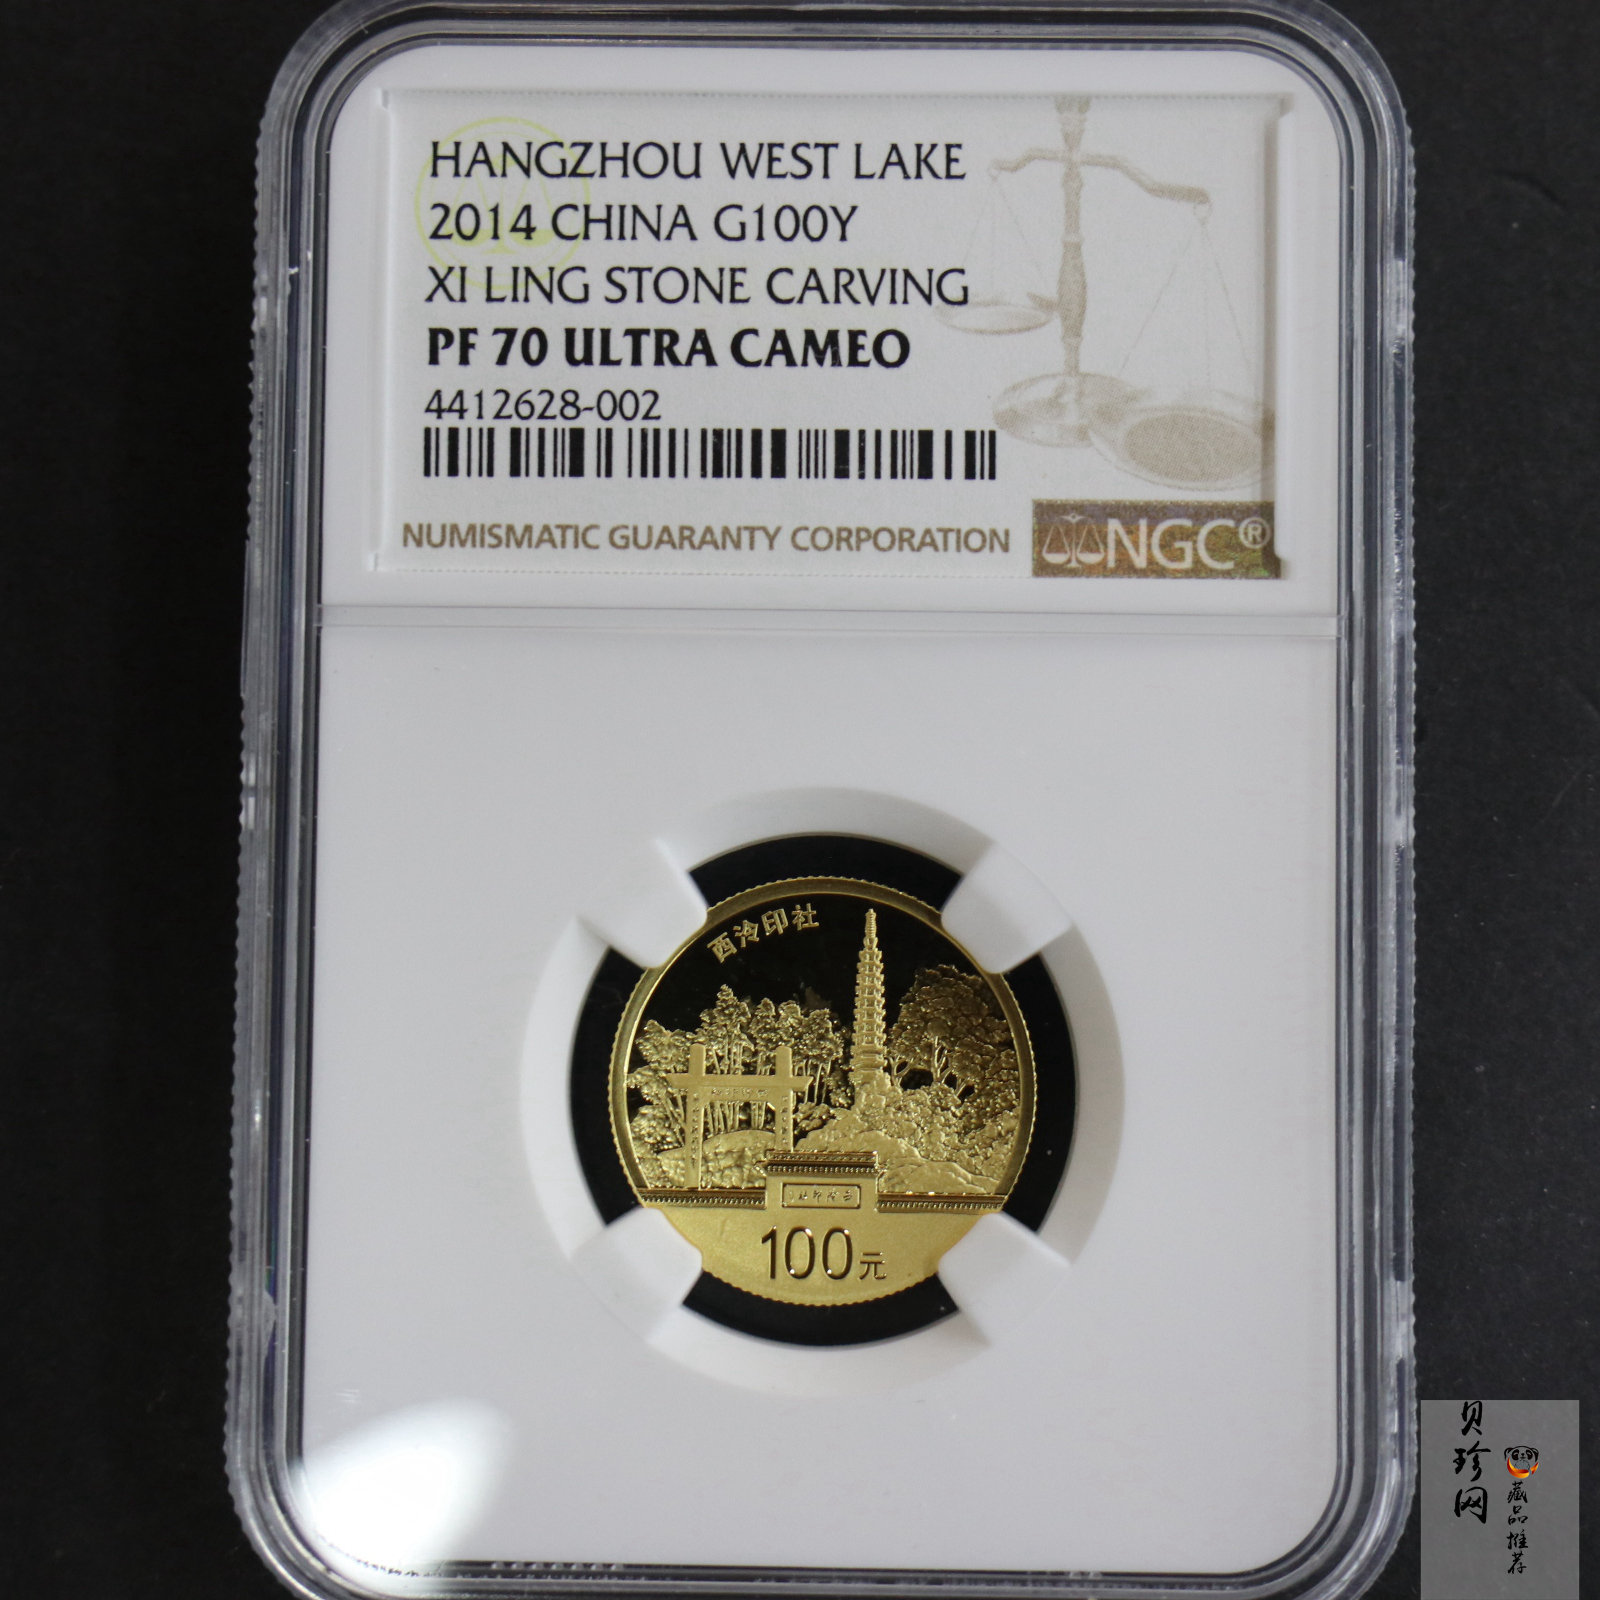 HANGZHOU WEST LAKE
2014 CHINA G100Y
XI LING STONE CARVING
PF 70 ULTRA CAMEO
4412628-002
NUMISMATIC GUARANTY CORPORATION
NGC®
西泠印社
100元
贝珍网
藏品推荐